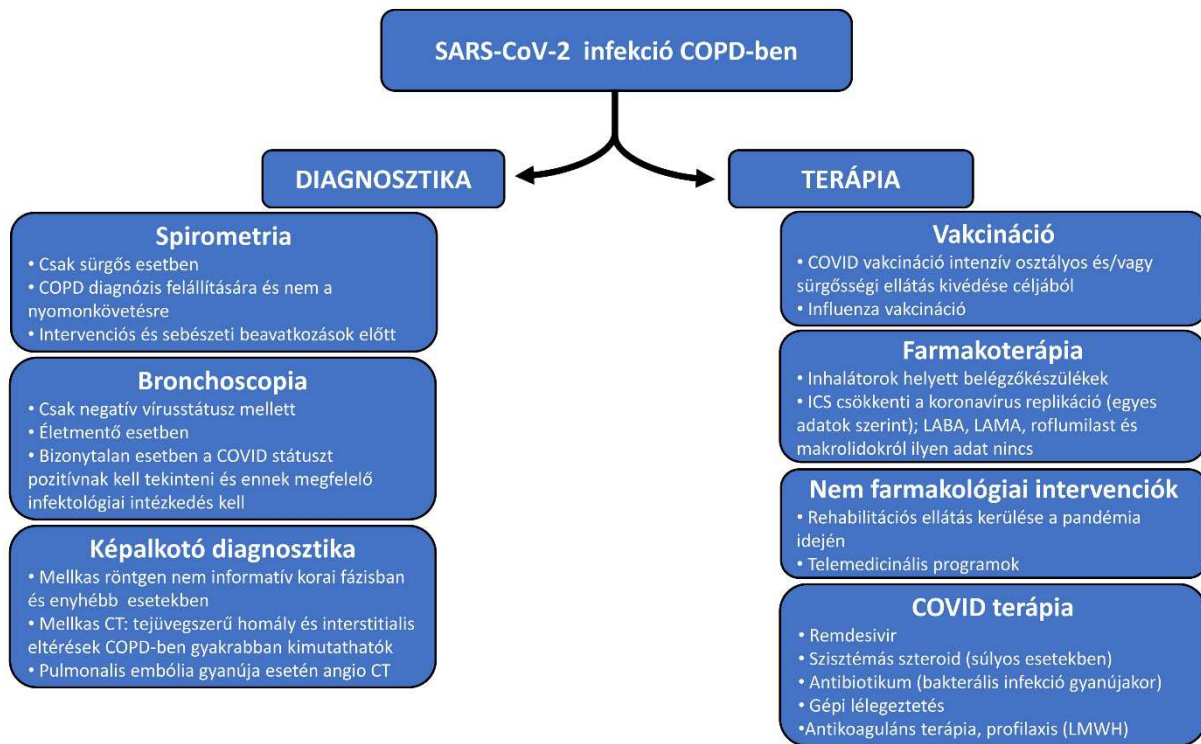 SARS-CoV-2 infekció COPD-ben
DIAGNOSZTIKA
Spirometria
• Csak sürgős esetben
• COPD diagnózis felállítására és nem a
nyomonkövetésre
• Intervenciós és sebészeti beavatkozások előtt
Bronchoscopia
• Csak negatív vírusstátusz mellett
• Életmentő esetben
• Bizonytalan esetben a COVID státuszt
pozitívnak kell tekinteni és ennek megfelelő
infektológiai intézkedés kell
Képalkotó diagnosztika
• Mellkas röntgen nem informatív korai fázisban
és enyhébb esetekben
• Mellkas CT: tejüvegszerű homály és interstitialis
eltérések COPD-ben gyakrabban kimutathatók
• Pulmonalis embólia gyanúja esetén angio CT
TERÁPIA
Vakcináció
• COVID vakcináció intenzív osztályos és/vagy
sürgősségi ellátás kivédése céljából
• Influenza vakcináció
Farmakoterápia
• Inhalátorok helyett belégzőkészülékek
• ICS csökkenti a koronavírus replikáció (egyes
adatok szerint); LABA, LAMA, roflumilast és
makrolidokról ilyen adat nincs
Nem farmakológiai intervenciók
• Rehabilitációs ellátás kerülése a pandémia
idején
• Telemedicinális programok
COVID terápia
• Remdesivir
• Szisztémás szteroid (súlyos esetekben)
• Antibiotikum (bakterális infekció gyanújakor)
• Gépi lélegeztetés
•Antikoaguláns terápia, profilaxis (LMWH)